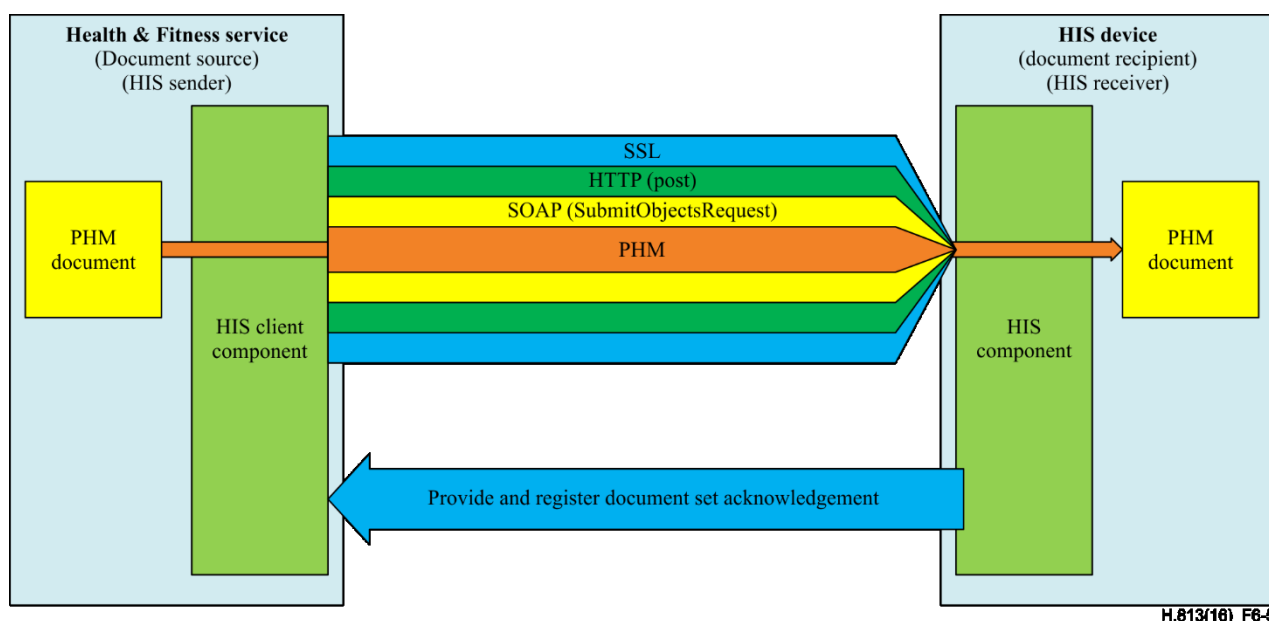 Health & Fitness service
(Document source)
(HIS sender)
HIS device
(document recipient)
(HIS receiver)
SSL
HTTP (post)
SOAP (SubmitObjectsRequest)
PHM
document
PHM
PHM
document
HIS client
component
HIS
component
Provide and register document set acknowledgement
H.813(16)_F6-